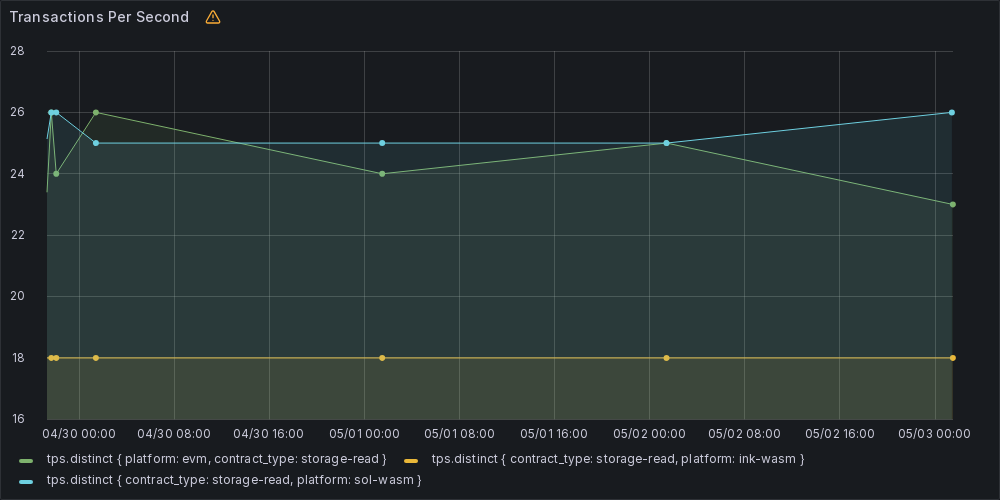 Transactions Per Second
28
26
24
22
20
18
16
04/30 00:00 04/30 08:00 04/30 16:00 05/01 00:00 05/01 08:00 05/01 16:00 05/02 00:00 05/02 08:00 05/02 16:00 05/03 00:00
tps.distinct { platform: evm, contract_type: storage-read } tps.distinct { contract_type: storage-read, platform: ink-wasm }
tps.distinct { contract_type: storage-read, platform: sol-wasm }